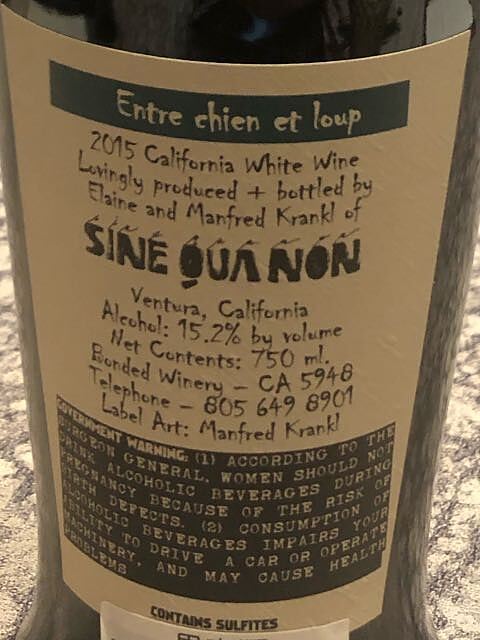 Entre chien et loup
2015 California White Wine
Lovingly produced + bottled by
Elaine and Manfred Krankl of
SINE QUA NON
Ventura, California
Alcohol: 15.2% by volume
Net Contents: 750 ml.
Bonded Winery – CA 5948
Telephone – 805 649 8901
Label Art: Manfred Krankl
GOVERNMENT WARNING: (1) ACCORDING TO THE
SURGEON GENERAL, WOMEN SHOULD NOT
DRINK ALCOHOLIC BEVERAGES DURING
PREGNANCY BECAUSE OF THE RISK OF
BIRTH DEFECTS. (2) CONSUMPTION OF
ALCOHOLIC BEVERAGES IMPAIRS YOUR
ABILITY TO DRIVE A CAR OR OPERATE
MACHINERY, AND MAY CAUSE HEALTH
PROBLEMS
CONTAINS SULFITES